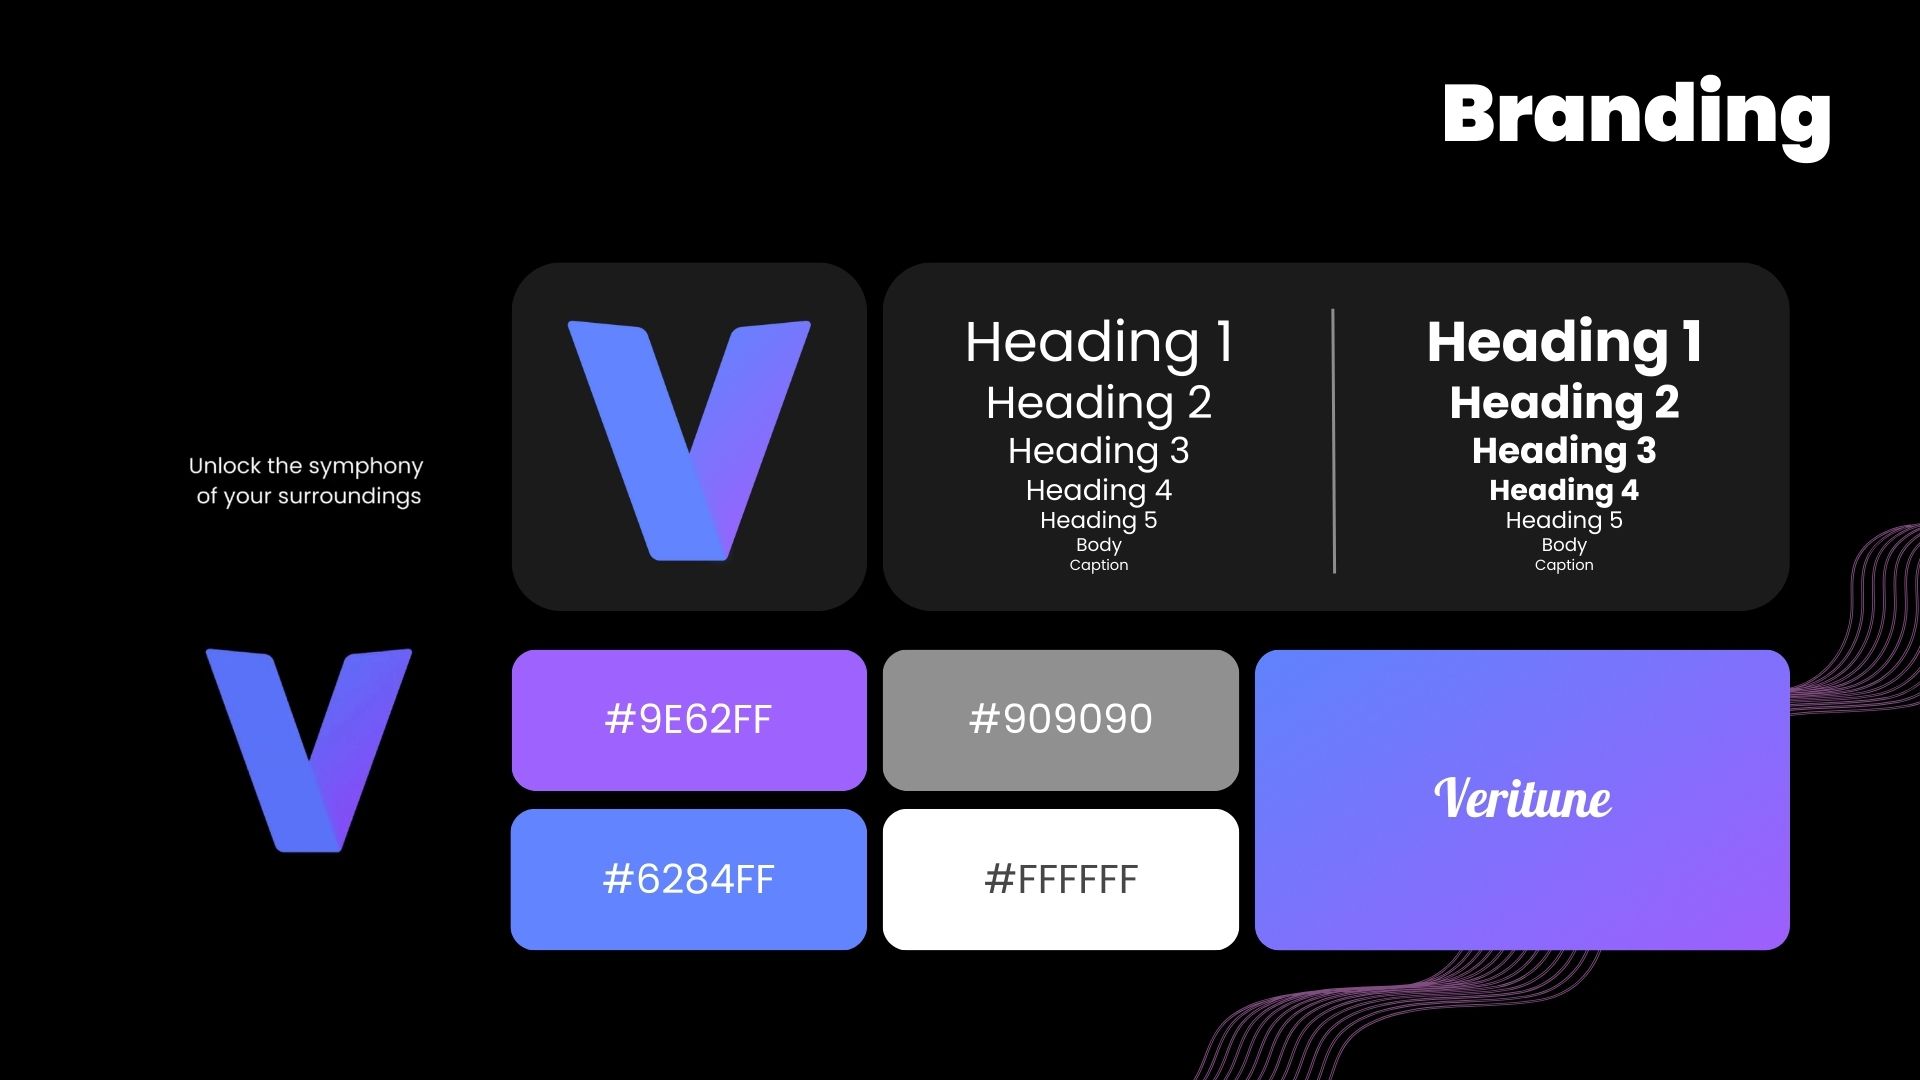 Branding
Unlock the symphony
of your surroundings
Heading 1
Heading 2
Heading 3
Heading 4
Heading 5
Body
Caption
Heading 1
Heading 2
Heading 3
Heading 4
Heading 5
Body
Caption
#9E62FF
#909090
#6284FF
#FFFFFF
Veritune